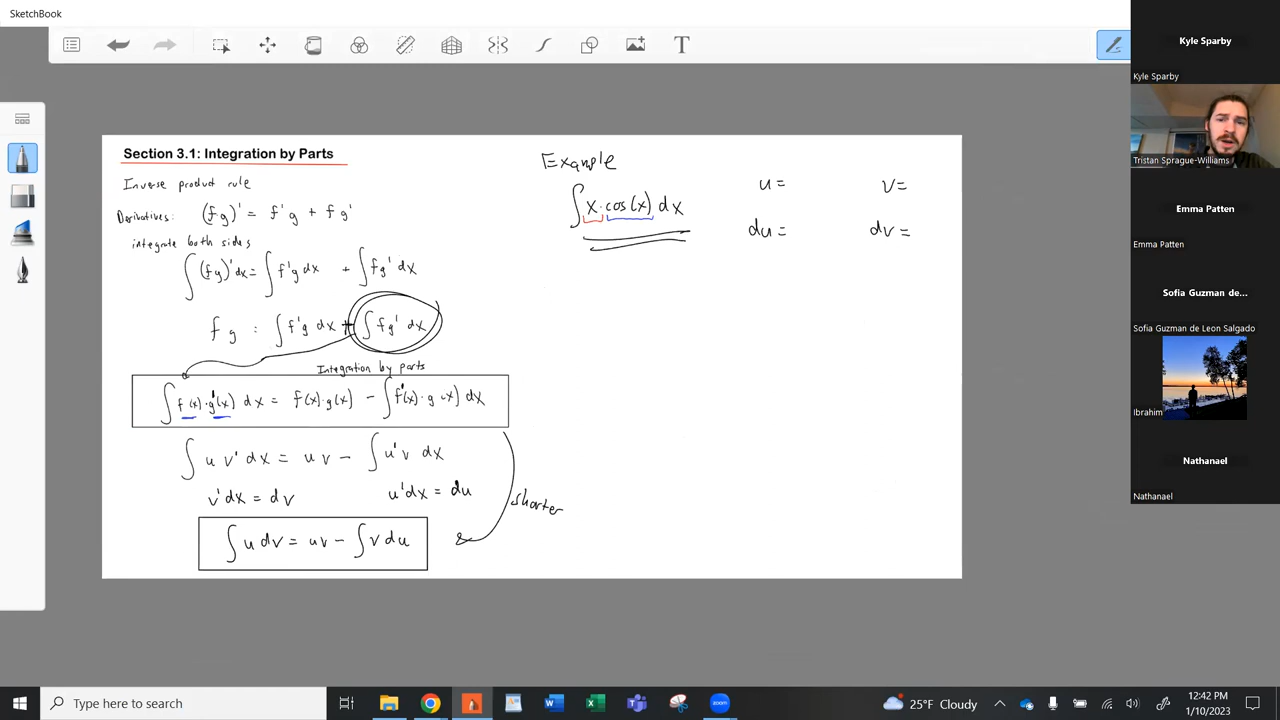 SketchBook
Section 3.1: Integration by Parts
Inverse product rule
Derivatives: (fg)' = f'g + fg'
integrate both sides
∫(fg)'dx = ∫f'g dx + ∫fg' dx
fg = ∫f'g dx + ∫fg' dx
Integration by parts
∫f(x)·g'(x) dx = f(x)·g(x) - ∫f'(x)·g(x) dx
∫u v' dx = uv - ∫u'v dx
v'dx = dv u'dx = du
shorter
∫u dv = uv - ∫v du
Example
∫x·cos(x) dx
u= v=
du= dv=
Kyle Sparby
Kyle Sparby
Tristan Sprague-Williams
Emma Patten
Emma Patten
Sofia Guzman de...
Sofia Guzman de Leon Salgado
Ibrahim
Nathanael
Nathanael
Type here to search
zoom
25°F Cloudy
12:42 PM
1/10/2023